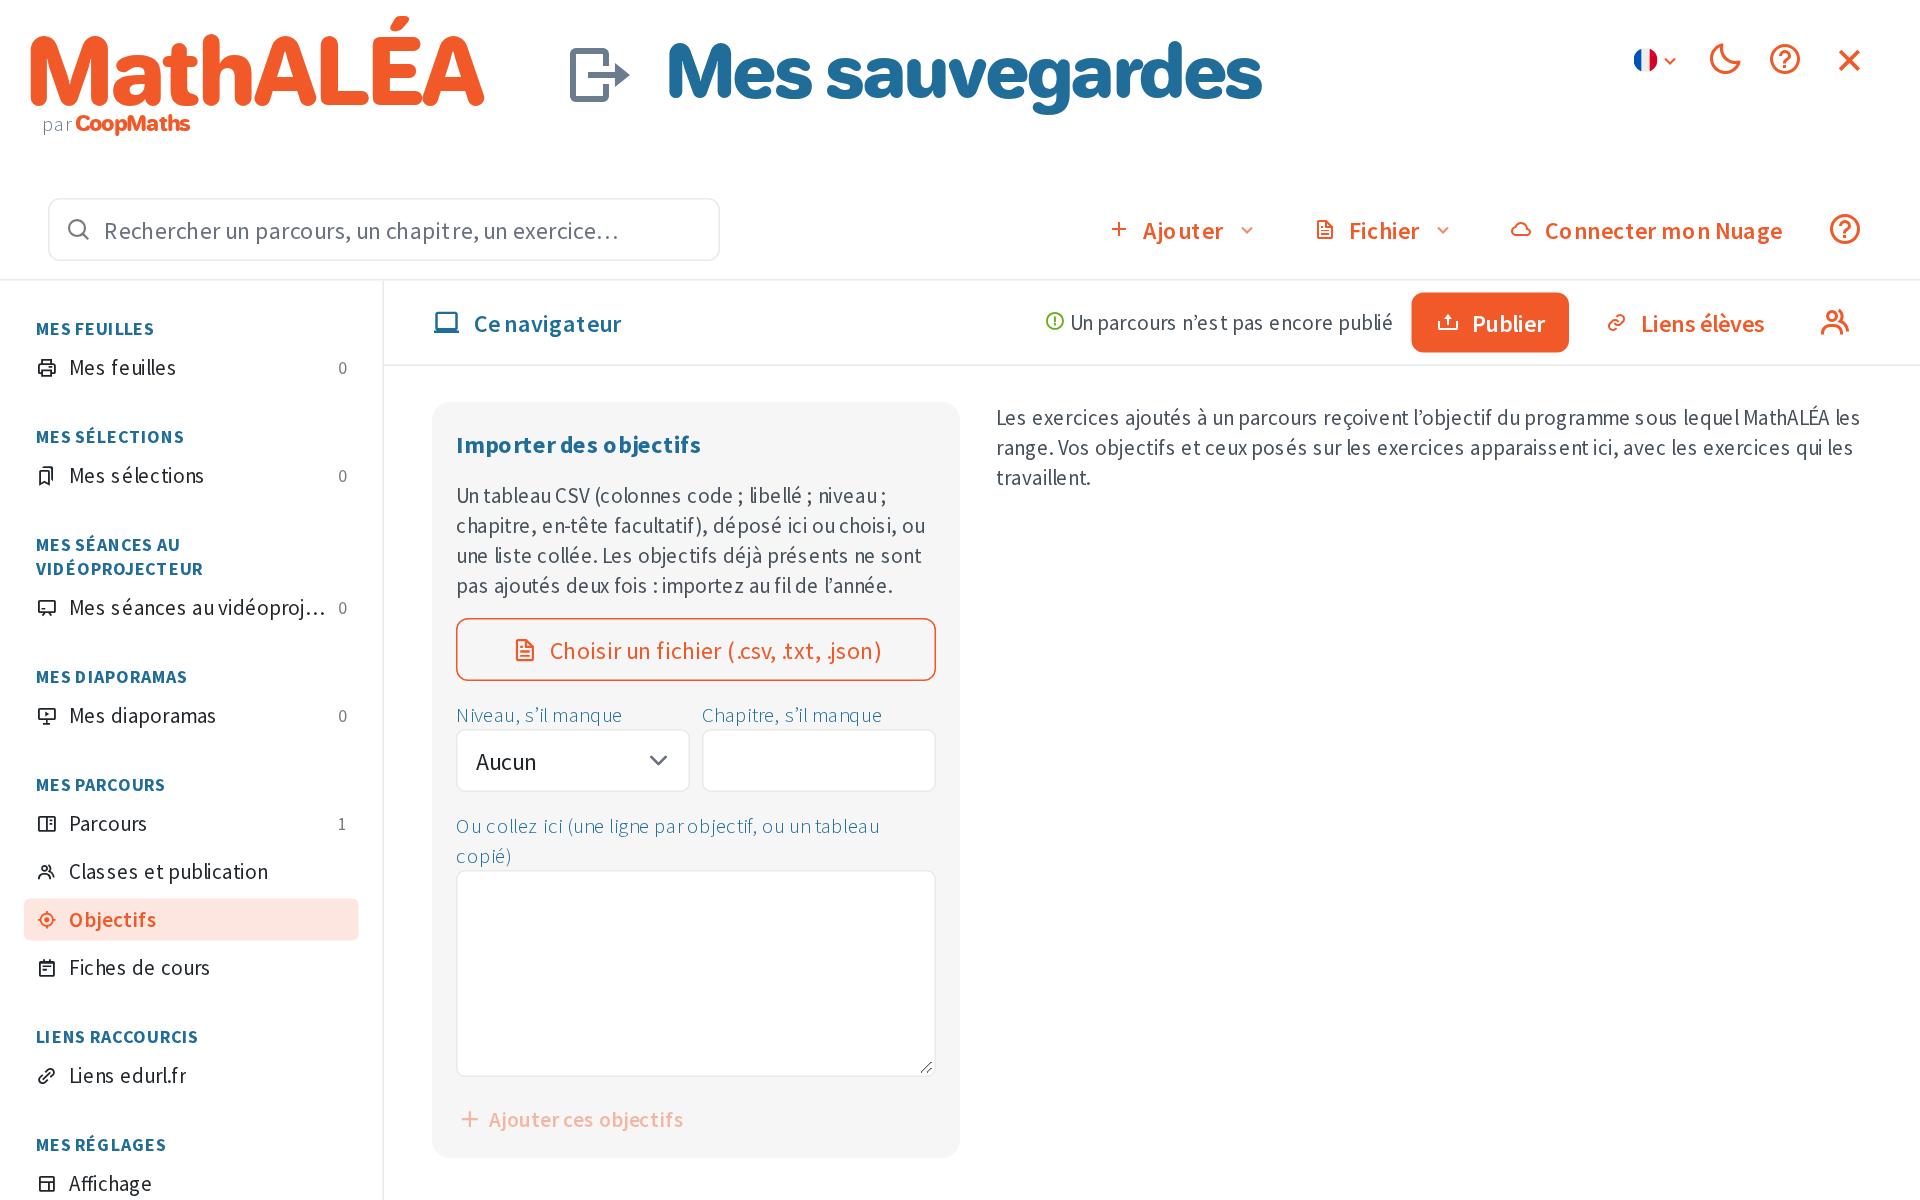 MathALÉA
par CoopMaths
Mes sauvegardes
Rechercher un parcours, un chapitre, un exercice…
Ajouter
Fichier
Connecter mon Nuage
MES FEUILLES
Mes feuilles 0
MES SÉLECTIONS
Mes sélections 0
MES SÉANCES AU
VIDÉOPROJECTEUR
Mes séances au vidéoproj… 0
MES DIAPORAMAS
Mes diaporamas 0
MES PARCOURS
Parcours 1
Classes et publication
Objectifs
Fiches de cours
LIENS RACCOURCIS
Liens edurl.fr
MES RÉGLAGES
Affichage
Ce navigateur
Un parcours n’est pas encore publié
Publier
Liens élèves
Importer des objectifs
Un tableau CSV (colonnes code ; libellé ; niveau ;
chapitre, en-tête facultatif), déposé ici ou choisi, ou
une liste collée. Les objectifs déjà présents ne sont
pas ajoutés deux fois : importez au fil de l’année.
Choisir un fichier (.csv, .txt, .json)
Niveau, s’il manque
Chapitre, s’il manque
Aucun
Ou collez ici (une ligne par objectif, ou un tableau
copié)
Ajouter ces objectifs
Les exercices ajoutés à un parcours reçoivent l’objectif du programme sous lequel MathALÉA les
range. Vos objectifs et ceux posés sur les exercices apparaissent ici, avec les exercices qui les
travaillent.